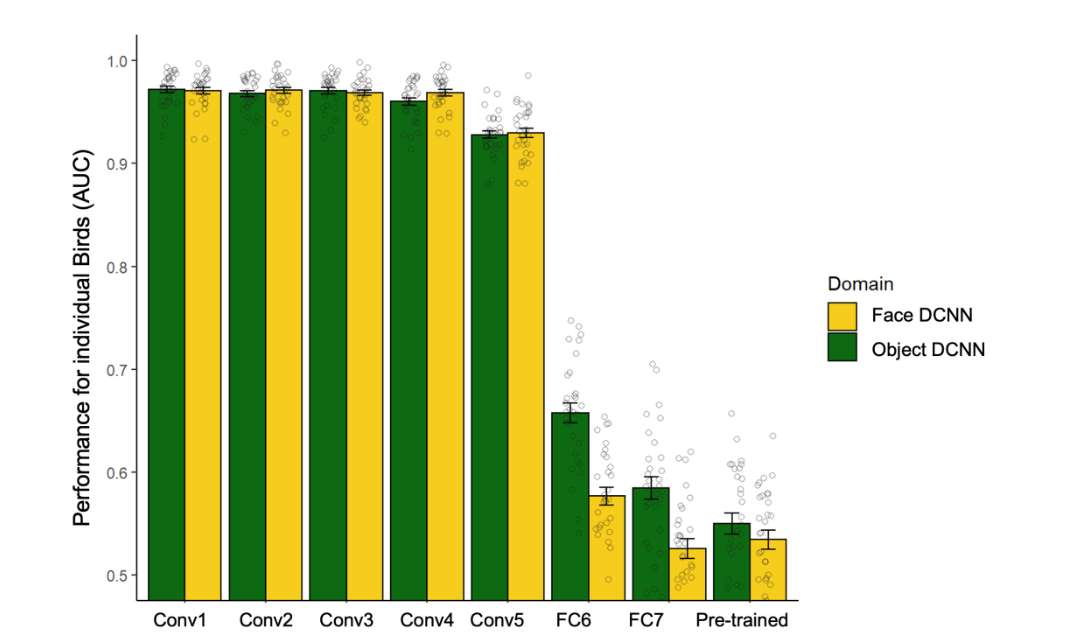 Performance for individual Birds (AUC)
1.0
0.9
0.8
0.7
0.6
0.5
Conv1 Conv2 Conv3 Conv4 Conv5 FC6 FC7 Pre-trained
Domain
Face DCNN
Object DCNN